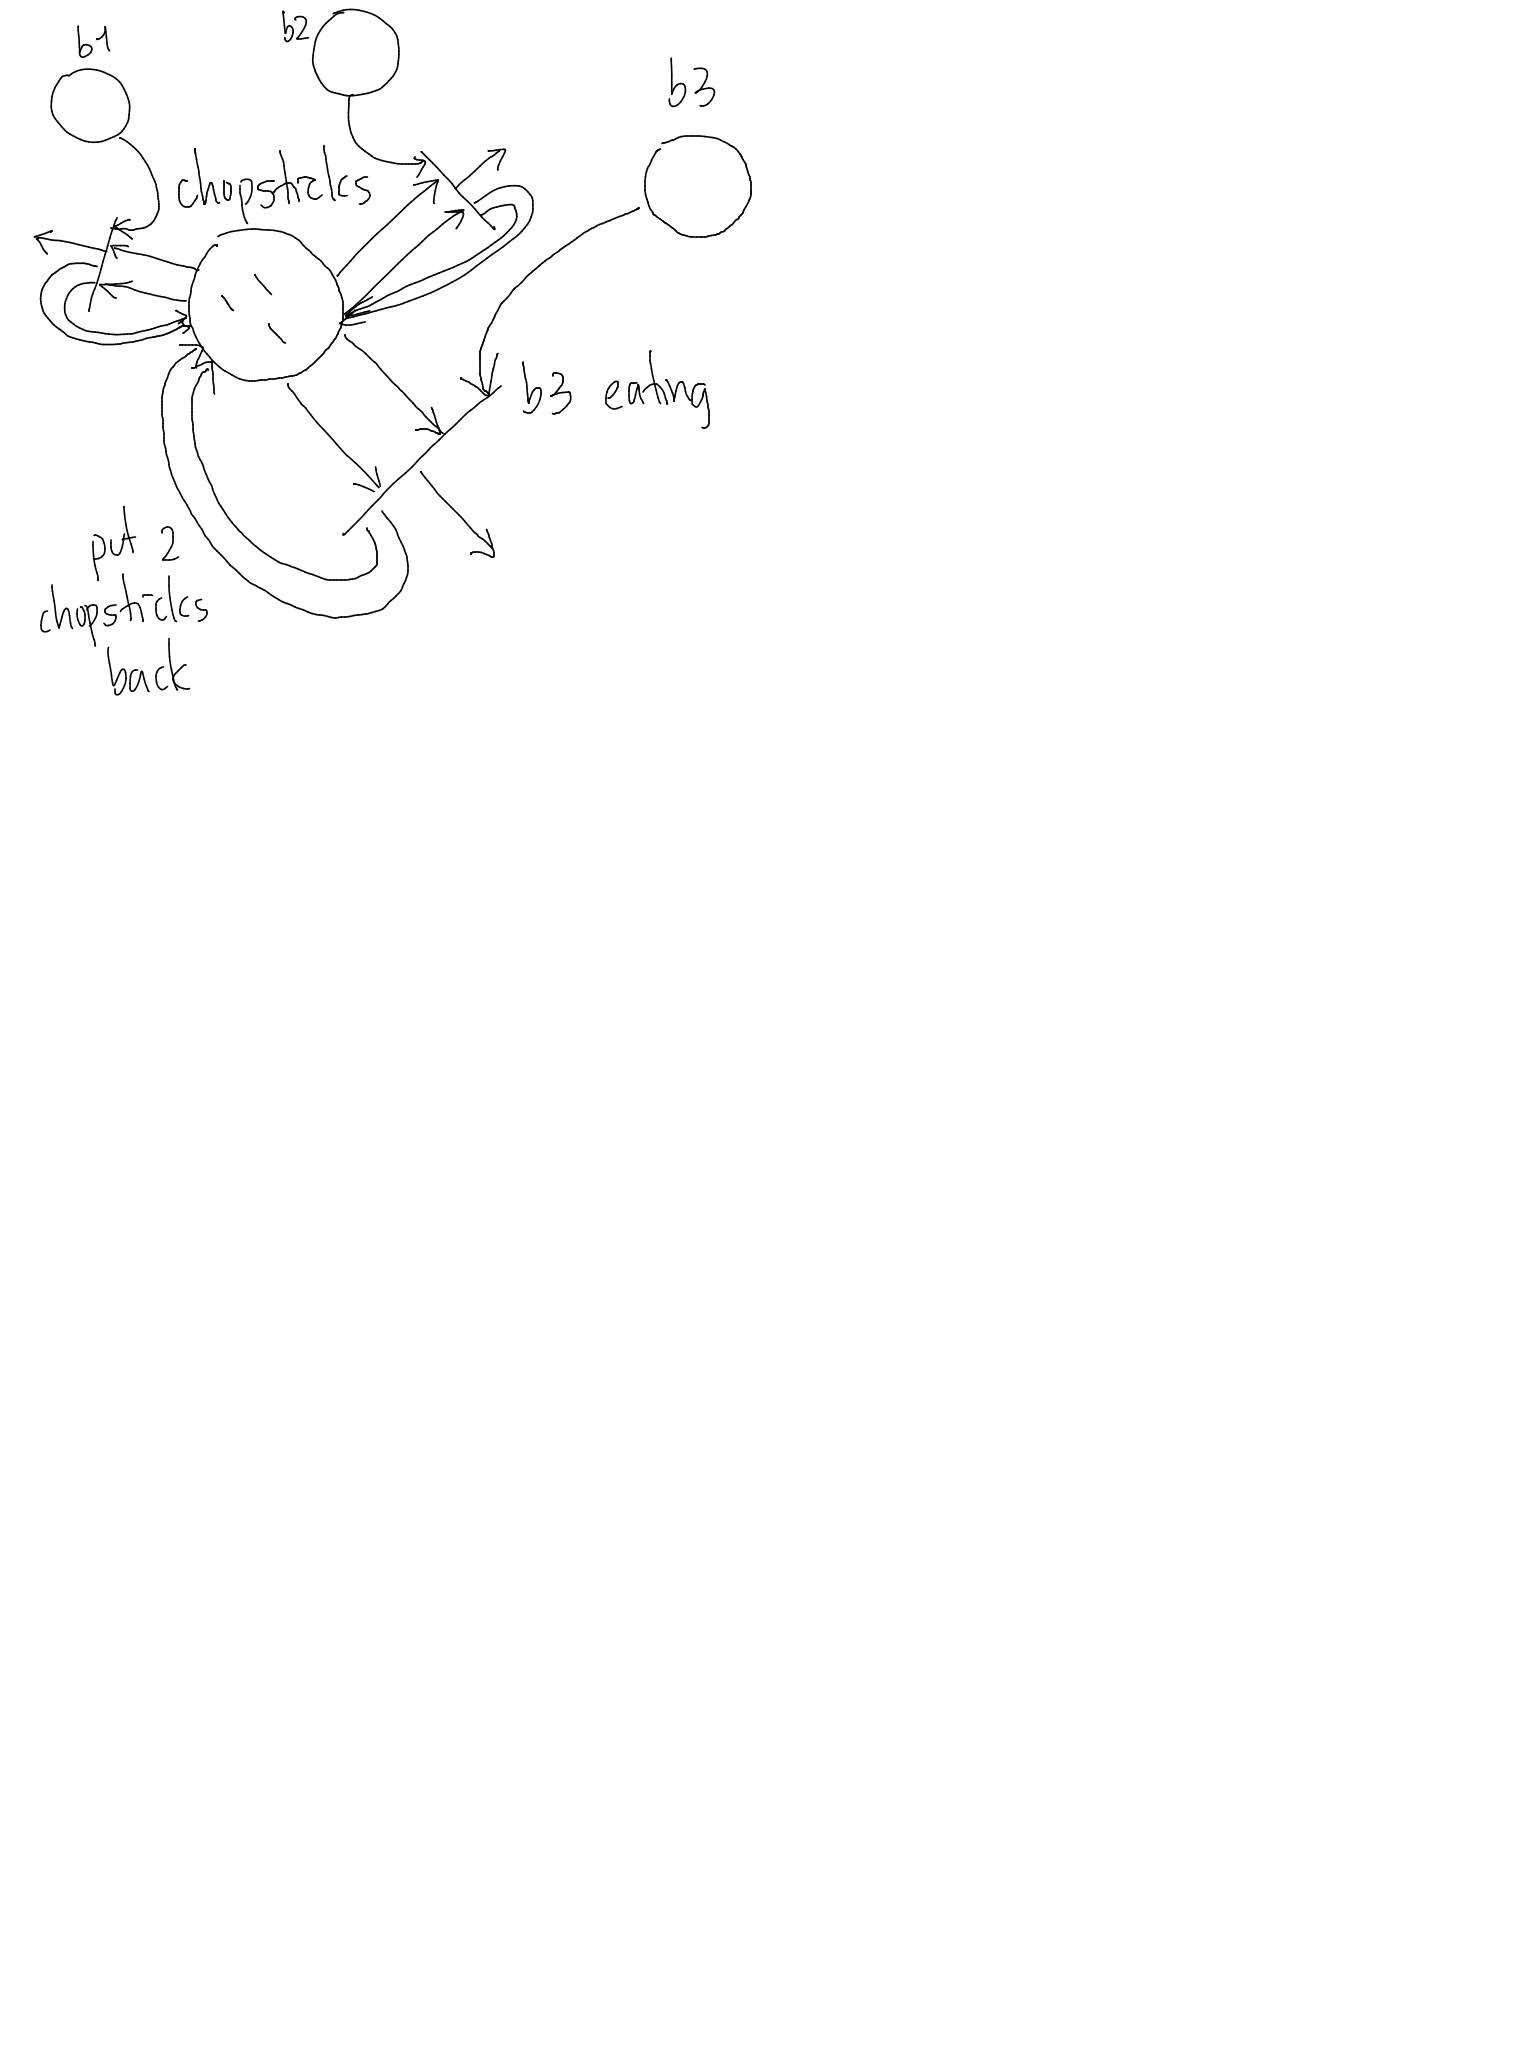 b1
b2
b3
chopsticks
b3 eating
put 2
chopsticks
back